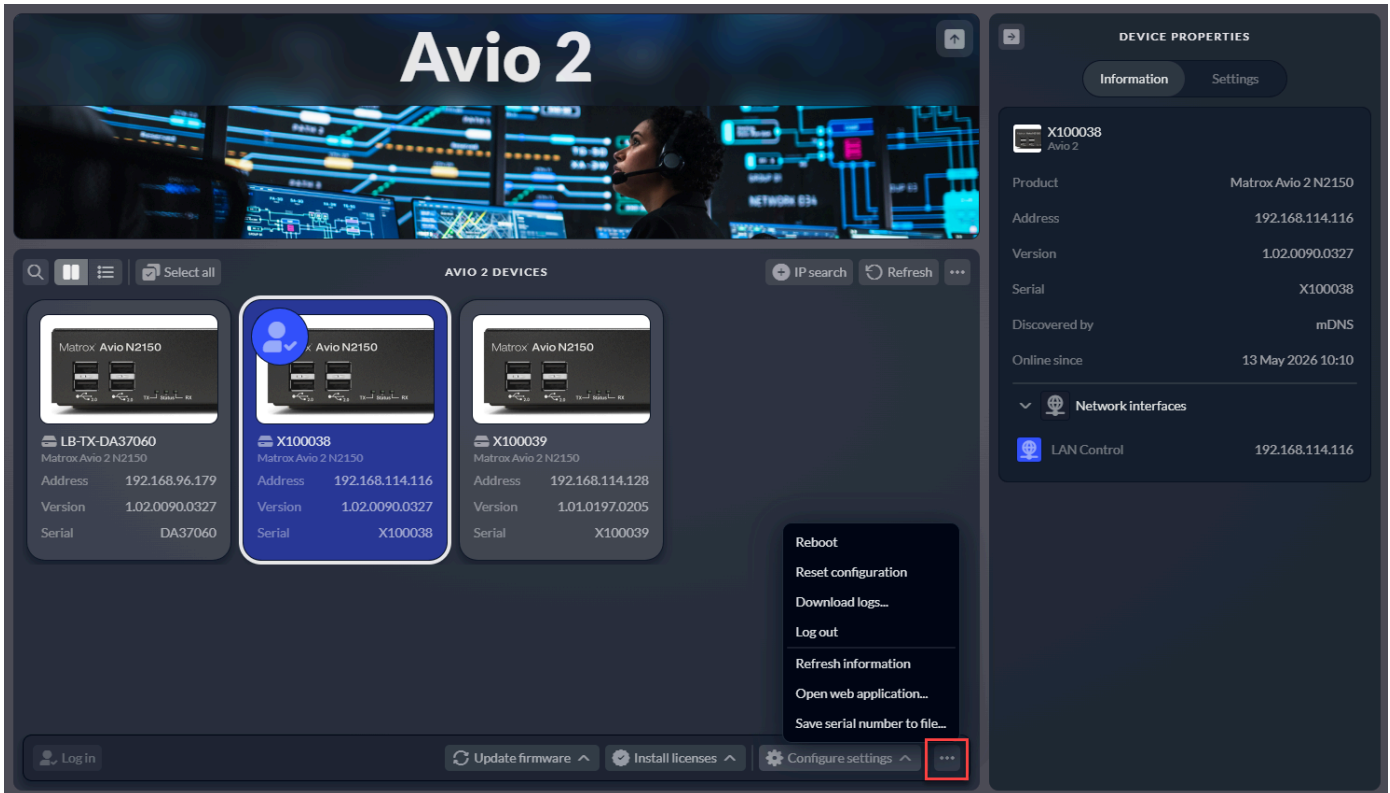 Avio 2
DEVICE PROPERTIES
Information Settings
X100038
Avio 2
Product Matrox Avio 2 N2150
Address 192.168.114.116
Version 1.02.0090.0327
Serial X100038
Discovered by mDNS
Online since 13 May 2026 10:10
Network interfaces
LAN Control 192.168.114.116
Select all
AVIO 2 DEVICES
IP search
Refresh
Matrox Avio N2150
LB-TX-DA37060
Matrox Avio 2 N2150
Address 192.168.96.179
Version 1.02.0090.0327
Serial DA37060
Avio N2150
X100038
Matrox Avio 2 N2150
Address 192.168.114.116
Version 1.02.0090.0327
Serial X100038
Matrox Avio N2150
X100039
Matrox Avio 2 N2150
Address 192.168.114.128
Version 1.01.0197.0205
Serial X100039
Reboot
Reset configuration
Download logs...
Log out
Refresh information
Open web application...
Save serial number to file...
Log in
Update firmware
Install licenses
Configure settings